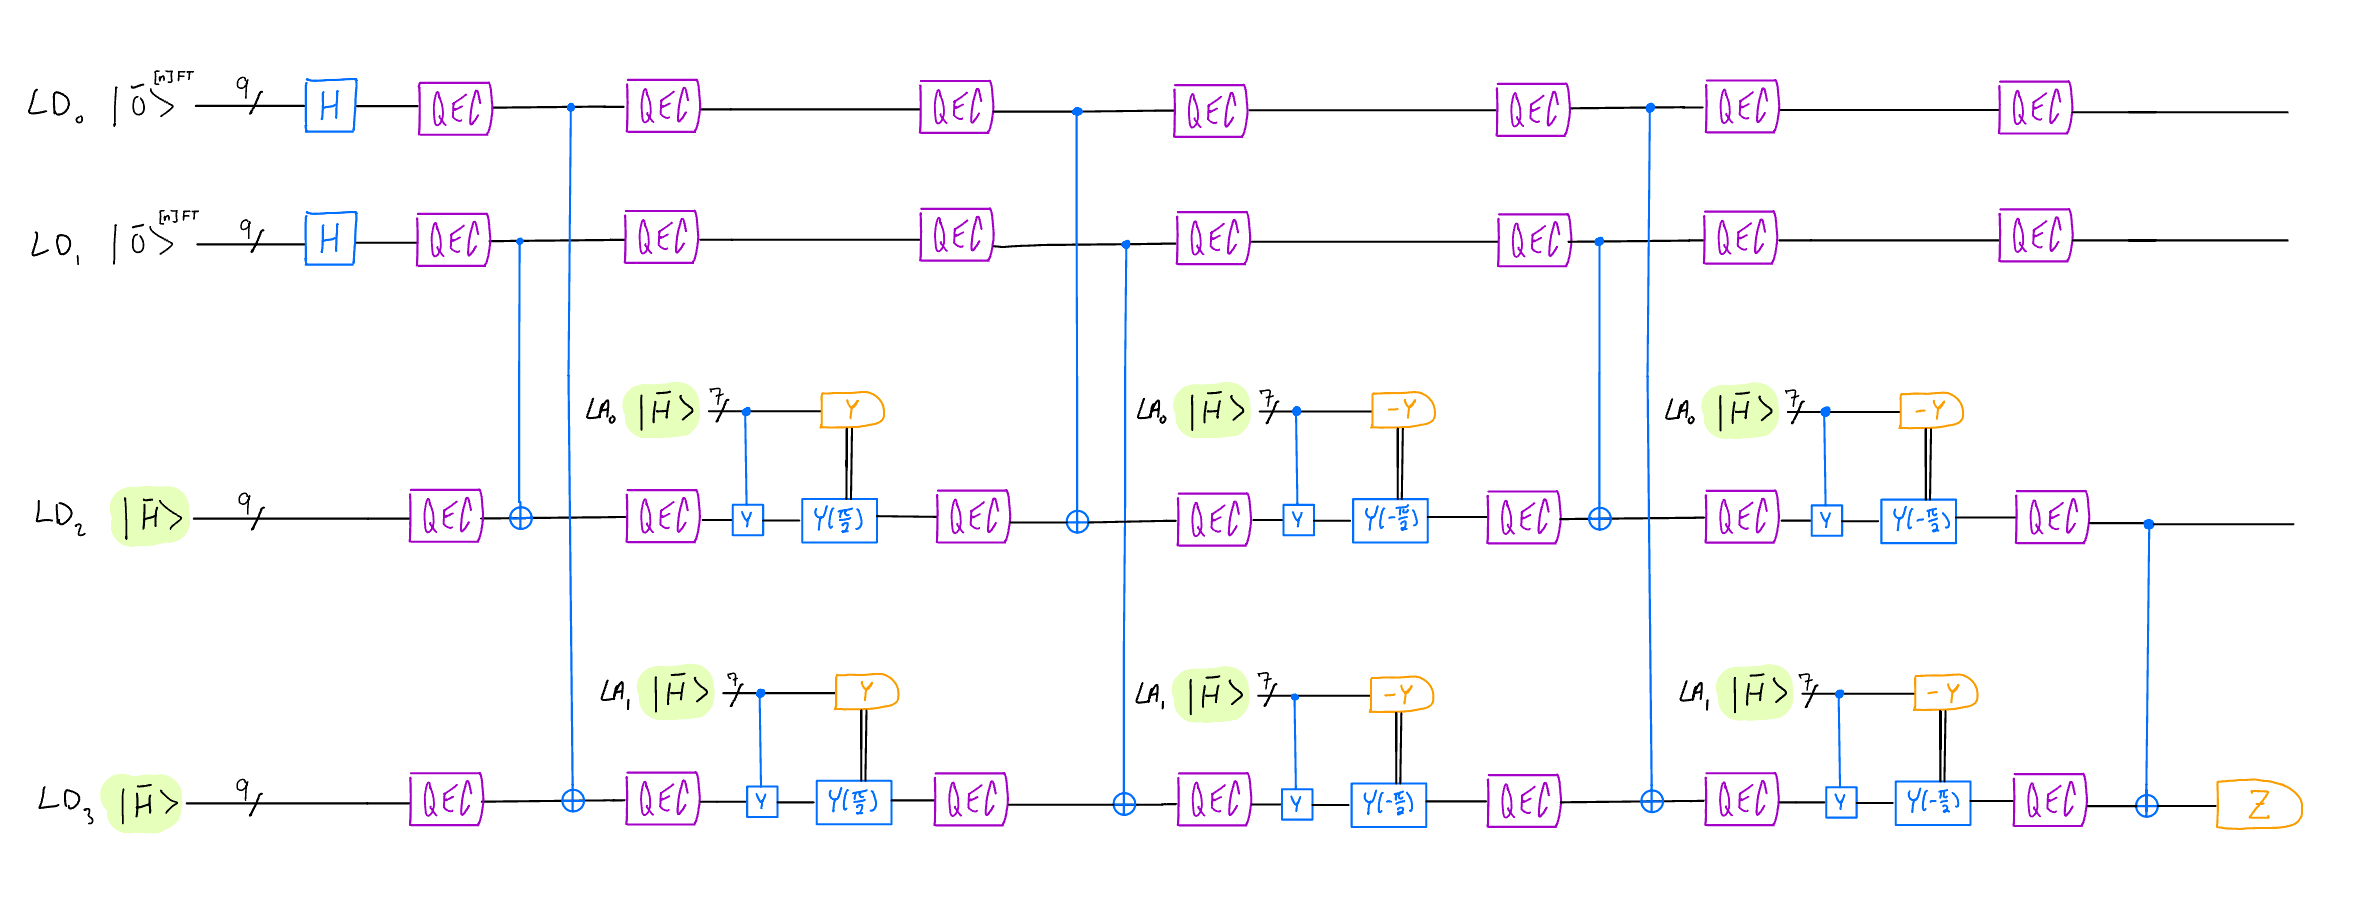 LD₀ |0̄⟩ [n]FT 9 H QEC QEC QEC QEC QEC QEC QEC
LD₁ |0̄⟩ [n]FT 9 H QEC QEC QEC QEC QEC QEC QEC
LA₀ |H̄⟩ 7 Y LA₀ |H̄⟩ 7 -Y LA₀ |H̄⟩ 7 -Y
LD₂ |H̄⟩ 9 QEC QEC Y Y(π/2) QEC QEC Y Y(-π/2) QEC QEC Y Y(-π/2) QEC
LA₁ |H̄⟩ 7 Y LA₁ |H̄⟩ 7 -Y LA₁ |H̄⟩ 7 -Y
LD₃ |H̄⟩ 9 QEC QEC Y Y(π/2) QEC QEC Y Y(-π/2) QEC QEC Y Y(-π/2) QEC Z